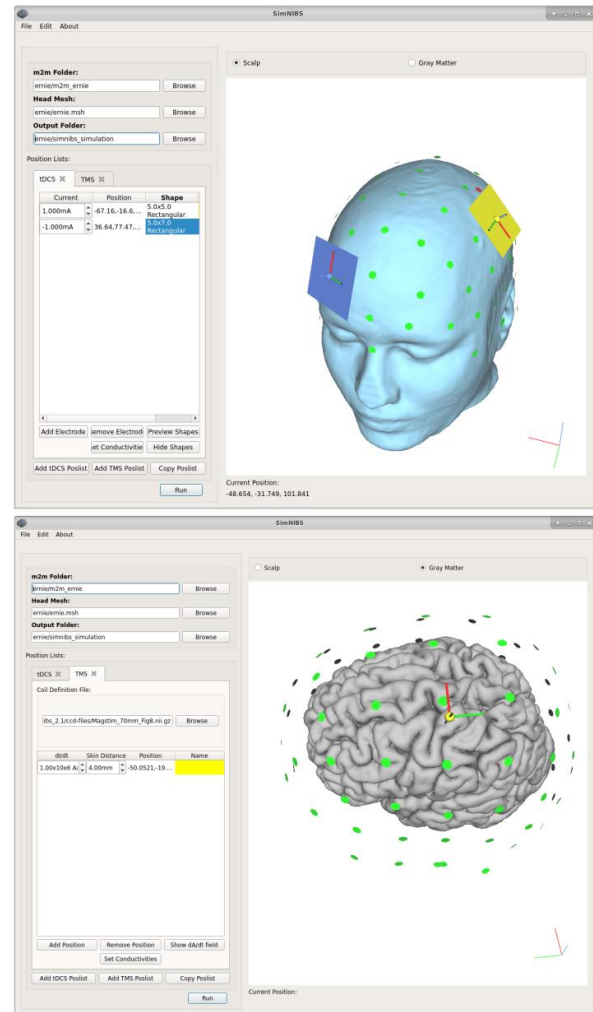 SimNIBS
File Edit About
Scalp Gray Matter
m2m Folder:
ernie/m2m_ernie Browse
Head Mesh:
ernie/ernie.msh Browse
Output Folder:
ernie/simnibs_simulation Browse
Position Lists:
tDCS TMS
Current Position Shape
1.000mA -67.16,-16.6,... 5.0x5.0
Rectangular
-1.000mA 36.64,77.47,... 5.0x7.0
Rectangular
Add Electrode emove Electrod Preview Shapes
et Conductivitie Hide Shapes
Add tDCS Poslist Add TMS Poslist Copy Poslist
Run
Current Position:
-48.654, -31.749, 101.841
SimNIBS
File Edit About
Scalp Gray Matter
m2m Folder:
ernie/m2m_ernie Browse
Head Mesh:
ernie/ernie.msh Browse
Output Folder:
ernie/simnibs_simulation Browse
Position Lists:
tDCS TMS
Coil Definition File:
ibs_2.1/ccd-files/Magstim_70mm_Fig8.nii.gz Browse
dI/dt Skin Distance Position Name
1.00x10e6 A/ 4.00mm -50.0521,-19....
Add Position Remove Position Show dA/dt field
Set Conductivities
Add tDCS Poslist Add TMS Poslist Copy Poslist
Run
Current Position: